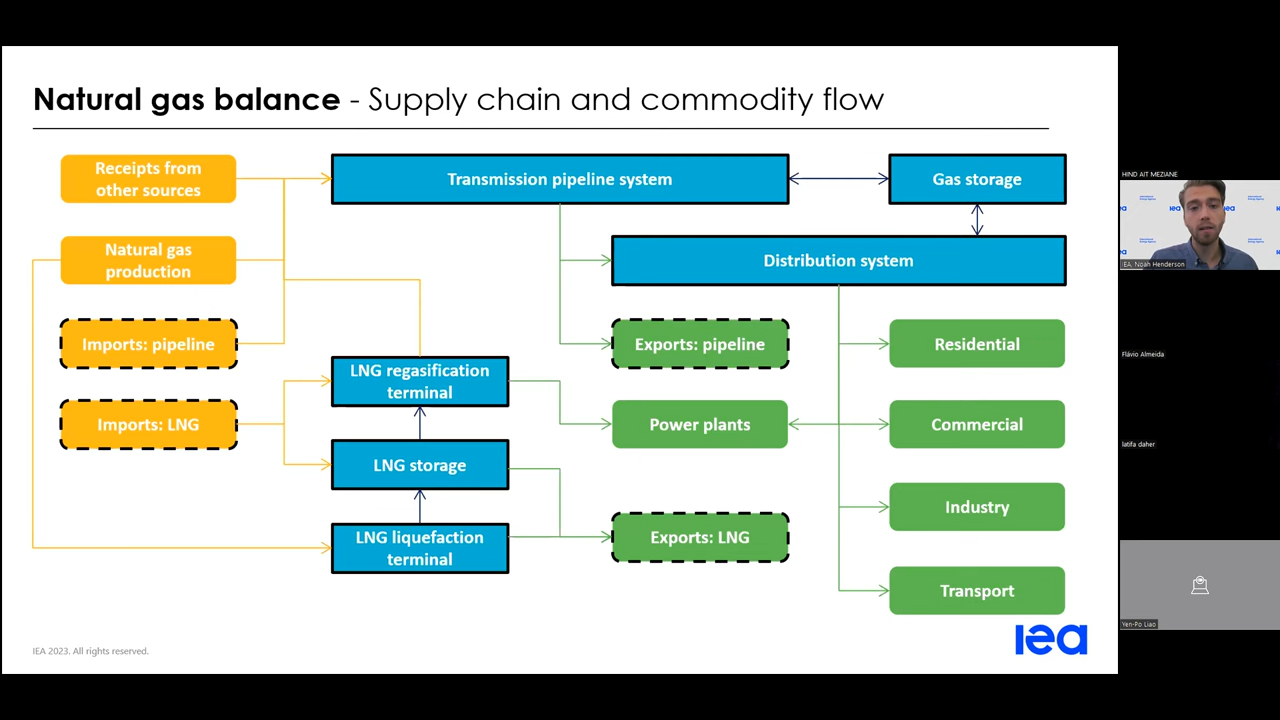 Natural gas balance - Supply chain and commodity flow
Receipts from
other sources
Transmission pipeline system
Gas storage
Natural gas
production
Distribution system
Imports: pipeline
Exports: pipeline
Residential
LNG regasification
terminal
Imports: LNG
Power plants
Commercial
LNG storage
Industry
LNG liquefaction
terminal
Exports: LNG
Transport
IEA 2023. All rights reserved.
iea
HIND AIT MEZIANE
iea
iea
IEA, Noah Henderson
Flávio Almeida
latifa daher
Yen-Po Liao